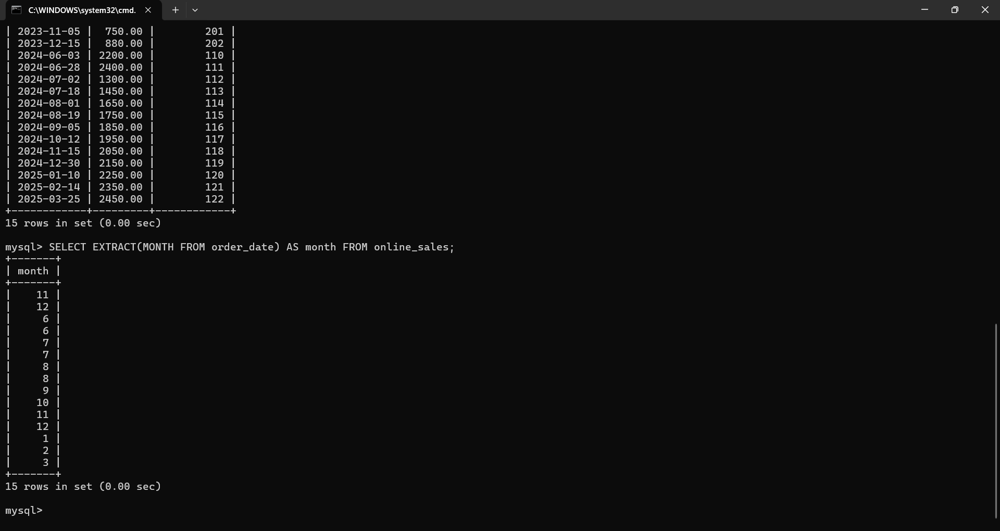 C:\WINDOWS\system32\cmd.
| 2023-11-05 |  750.00 |        201 |
| 2023-12-15 |  880.00 |        202 |
| 2024-06-03 | 2200.00 |        110 |
| 2024-06-28 | 2400.00 |        111 |
| 2024-07-02 | 1300.00 |        112 |
| 2024-07-18 | 1450.00 |        113 |
| 2024-08-01 | 1650.00 |        114 |
| 2024-08-19 | 1750.00 |        115 |
| 2024-09-05 | 1850.00 |        116 |
| 2024-10-12 | 1950.00 |        117 |
| 2024-11-15 | 2050.00 |        118 |
| 2024-12-30 | 2150.00 |        119 |
| 2025-01-10 | 2250.00 |        120 |
| 2025-02-14 | 2350.00 |        121 |
| 2025-03-25 | 2450.00 |        122 |
+------------+---------+------------+
15 rows in set (0.00 sec)
mysql> SELECT EXTRACT(MONTH FROM order_date) AS month FROM online_sales;
+-------+
| month |
+-------+
|    11 |
|    12 |
|     6 |
|     6 |
|     7 |
|     7 |
|     8 |
|     8 |
|     9 |
|    10 |
|    11 |
|    12 |
|     1 |
|     2 |
|     3 |
+-------+
15 rows in set (0.00 sec)
mysql>